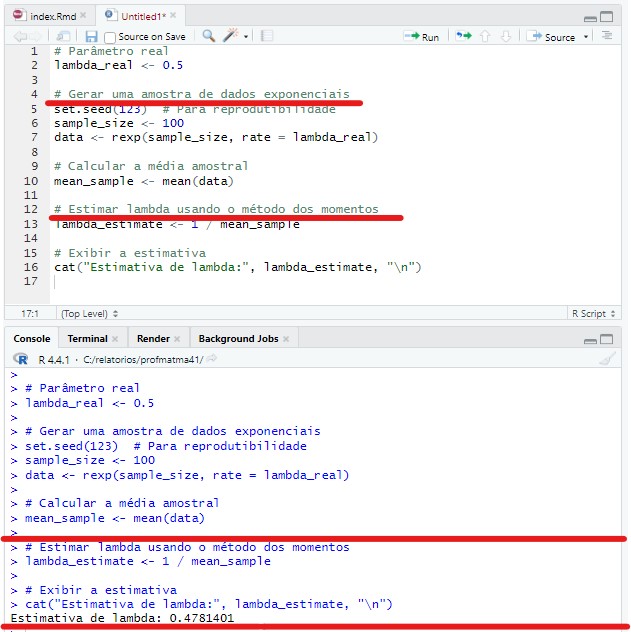 index.Rmd
Untitled1*
Source on Save
Run
Source
1 # Parâmetro real
2 lambda_real <- 0.5
3
4 # Gerar uma amostra de dados exponenciais
5 set.seed(123)  # Para reprodutibilidade
6 sample_size <- 100
7 data <- rexp(sample_size, rate = lambda_real)
8
9 # Calcular a média amostral
10 mean_sample <- mean(data)
11
12 # Estimar lambda usando o método dos momentos
13 lambda_estimate <- 1 / mean_sample
14
15 # Exibir a estimativa
16 cat("Estimativa de lambda:", lambda_estimate, "\n")
17
17:1 (Top Level) R Script
Console Terminal Render Background Jobs
R R 4.4.1 · C:/relatorios/profmatma41/
>
> # Parâmetro real
> lambda_real <- 0.5
>
> # Gerar uma amostra de dados exponenciais
> set.seed(123)  # Para reprodutibilidade
> sample_size <- 100
> data <- rexp(sample_size, rate = lambda_real)
>
> # Calcular a média amostral
> mean_sample <- mean(data)
>
> # Estimar lambda usando o método dos momentos
> lambda_estimate <- 1 / mean_sample
>
> # Exibir a estimativa
> cat("Estimativa de lambda:", lambda_estimate, "\n")
Estimativa de lambda: 0.4781401